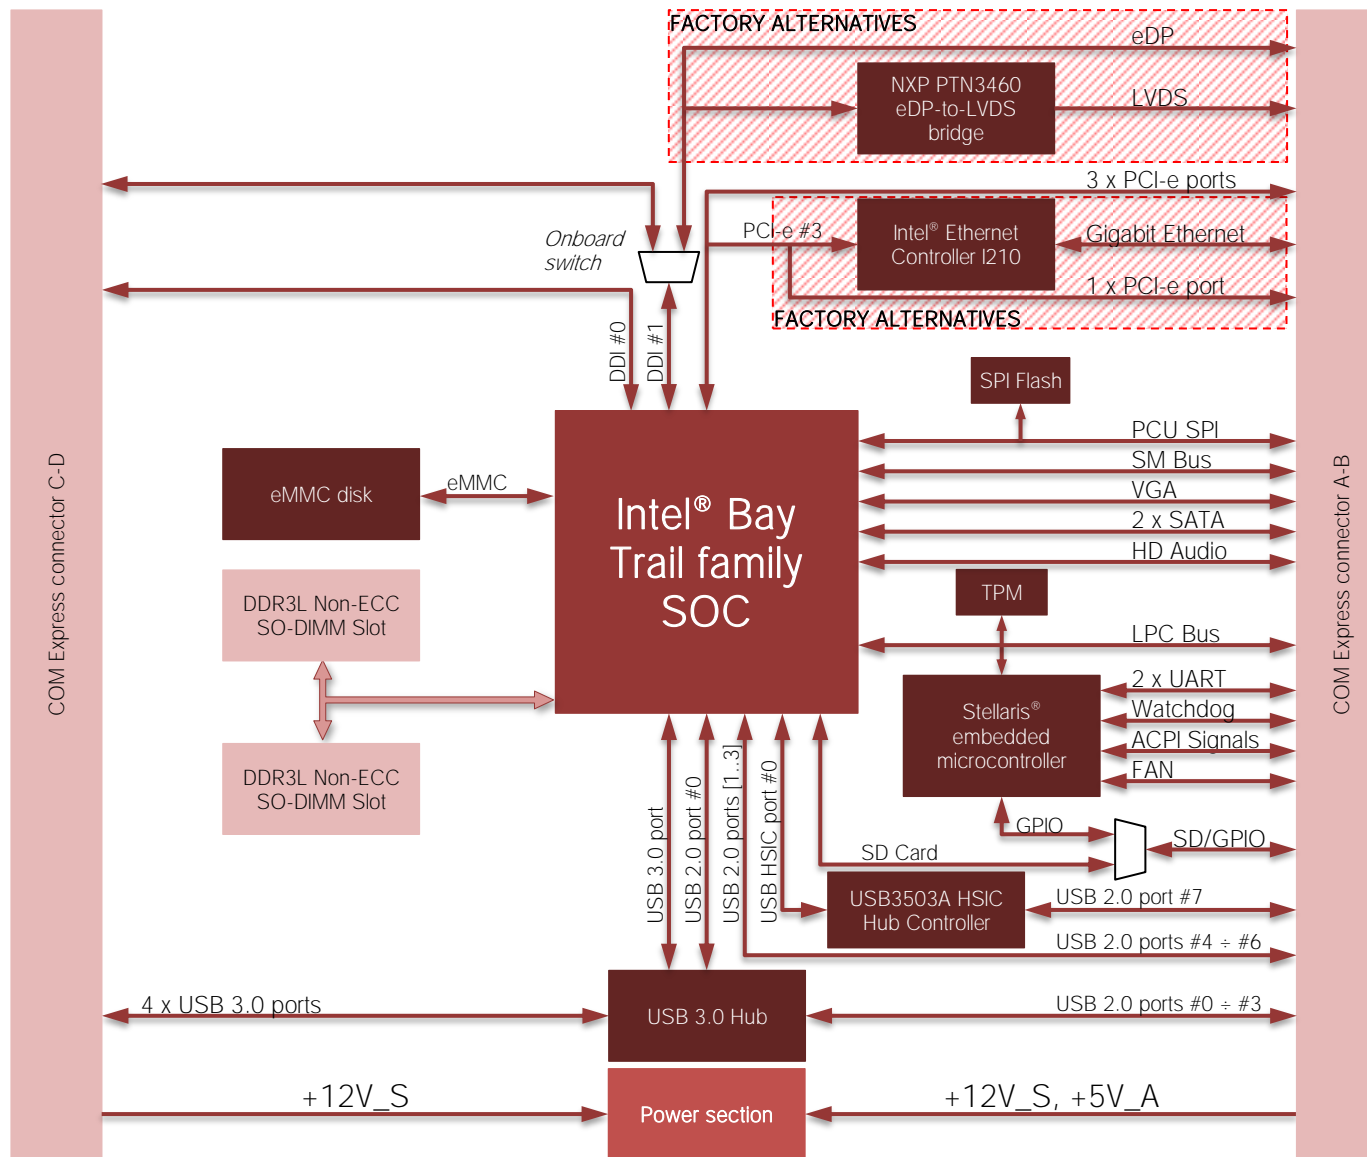 FACTORY ALTERNATIVES
eDP
NXP PTN3460
eDP-to-LVDS
bridge
LVDS
3 x PCI-e ports
Onboard
switch
PCI-e #3
Intel® Ethernet
Controller I210
Gigabit Ethernet
1 x PCI-e port
FACTORY ALTERNATIVES
DDI #0
DDI #1
SPI Flash
COM Express connector C-D
eMMC disk
eMMC
Intel® Bay
Trail family
SOC
PCU SPI
SM Bus
VGA
2 x SATA
HD Audio
COM Express connector A-B
DDR3L Non-ECC
SO-DIMM Slot
TPM
LPC Bus
Stellaris®
embedded
microcontroller
2 x UART
Watchdog
ACPI Signals
FAN
DDR3L Non-ECC
SO-DIMM Slot
USB 3.0 port
USB 2.0 port #0
USB 2.0 ports [1..3]
USB HSIC port #0
GPIO
SD Card
SD/GPIO
USB3503A HSIC
Hub Controller
USB 2.0 port #7
USB 2.0 ports #4 ÷ #6
4 x USB 3.0 ports
USB 3.0 Hub
USB 2.0 ports #0 ÷ #3
+12V_S
Power section
+12V_S, +5V_A